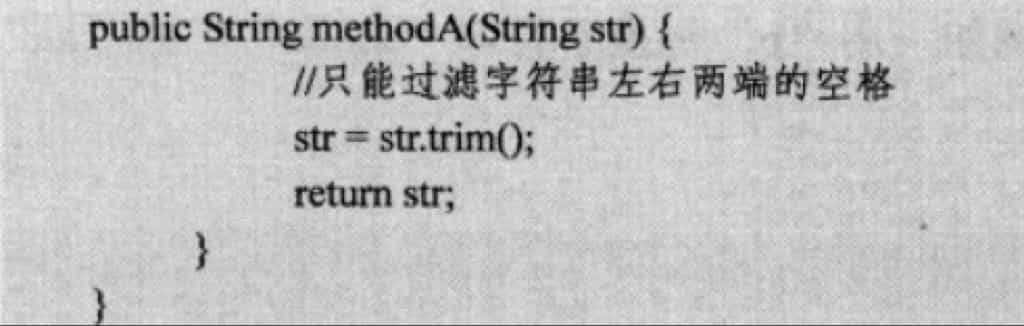 public String methodA(String str) {
//只能过滤字符串左右两端的空格
str = str.trim();
return str;
}
}